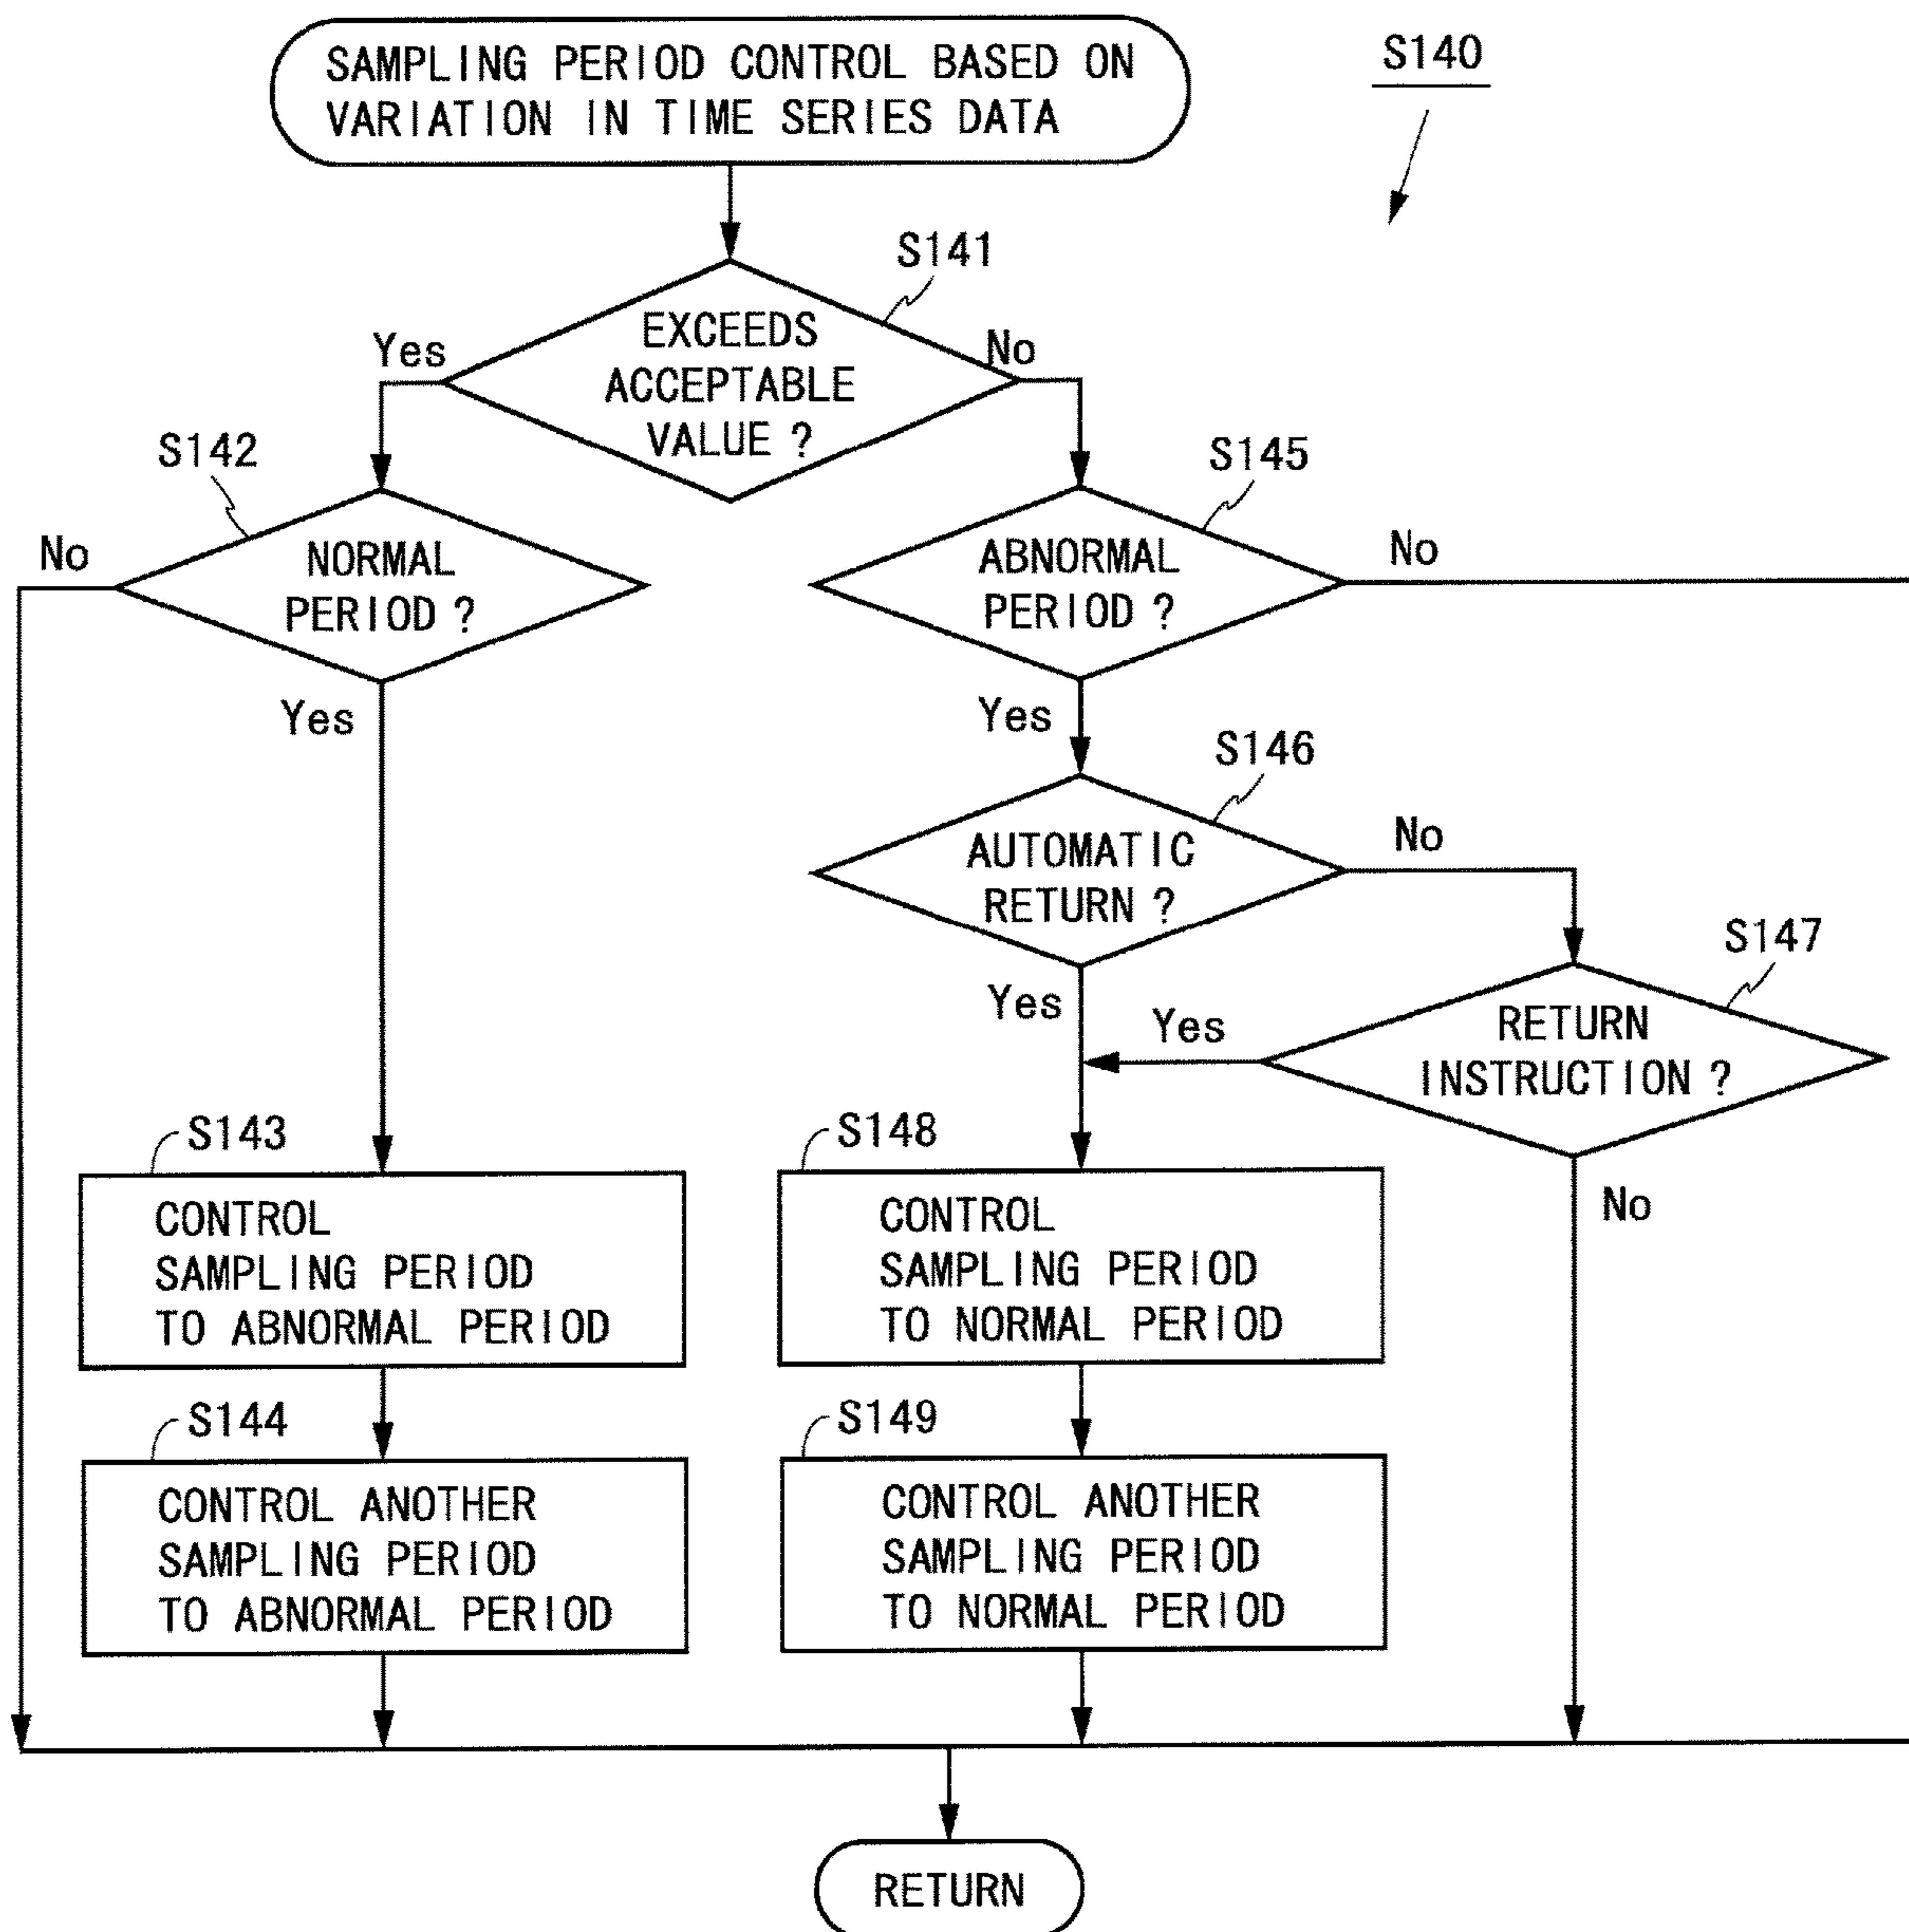 SAMPLING PERIOD CONTROL BASED ON
VARIATION IN TIME SERIES DATA
S140
S141
EXCEEDS
ACCEPTABLE
VALUE ?
Yes
No
S142
NORMAL
PERIOD ?
No
Yes
S145
ABNORMAL
PERIOD ?
No
Yes
S146
AUTOMATIC
RETURN ?
No
Yes
S147
RETURN
INSTRUCTION ?
Yes
No
S143
CONTROL
SAMPLING PERIOD
TO ABNORMAL PERIOD
S148
CONTROL
SAMPLING PERIOD
TO NORMAL PERIOD
S144
CONTROL ANOTHER
SAMPLING PERIOD
TO ABNORMAL PERIOD
S149
CONTROL ANOTHER
SAMPLING PERIOD
TO NORMAL PERIOD
RETURN